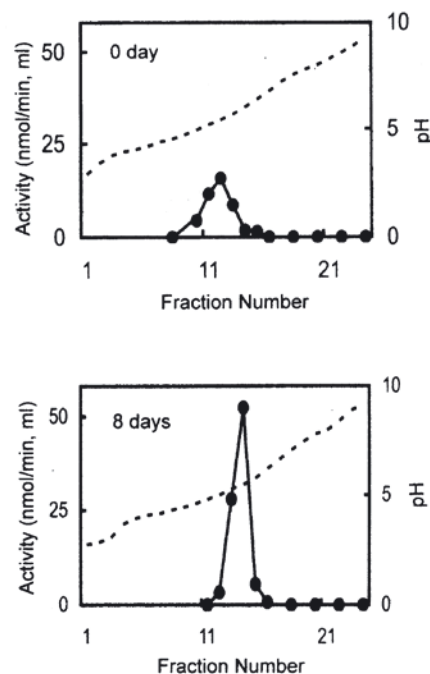 10
50
0 day
Activity (nmol/min, ml)
25
5
pH
0
0
1
11
21
Fraction Number
10
50
8 days
Activity (nmol/min, ml)
25
5
pH
0
0
1
11
21
Fraction Number